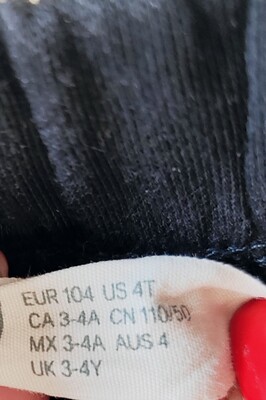 EUR 104 US 4T
CA 3-4A CN 110/50
MX 3-4A AUS 4
UK 3-4Y